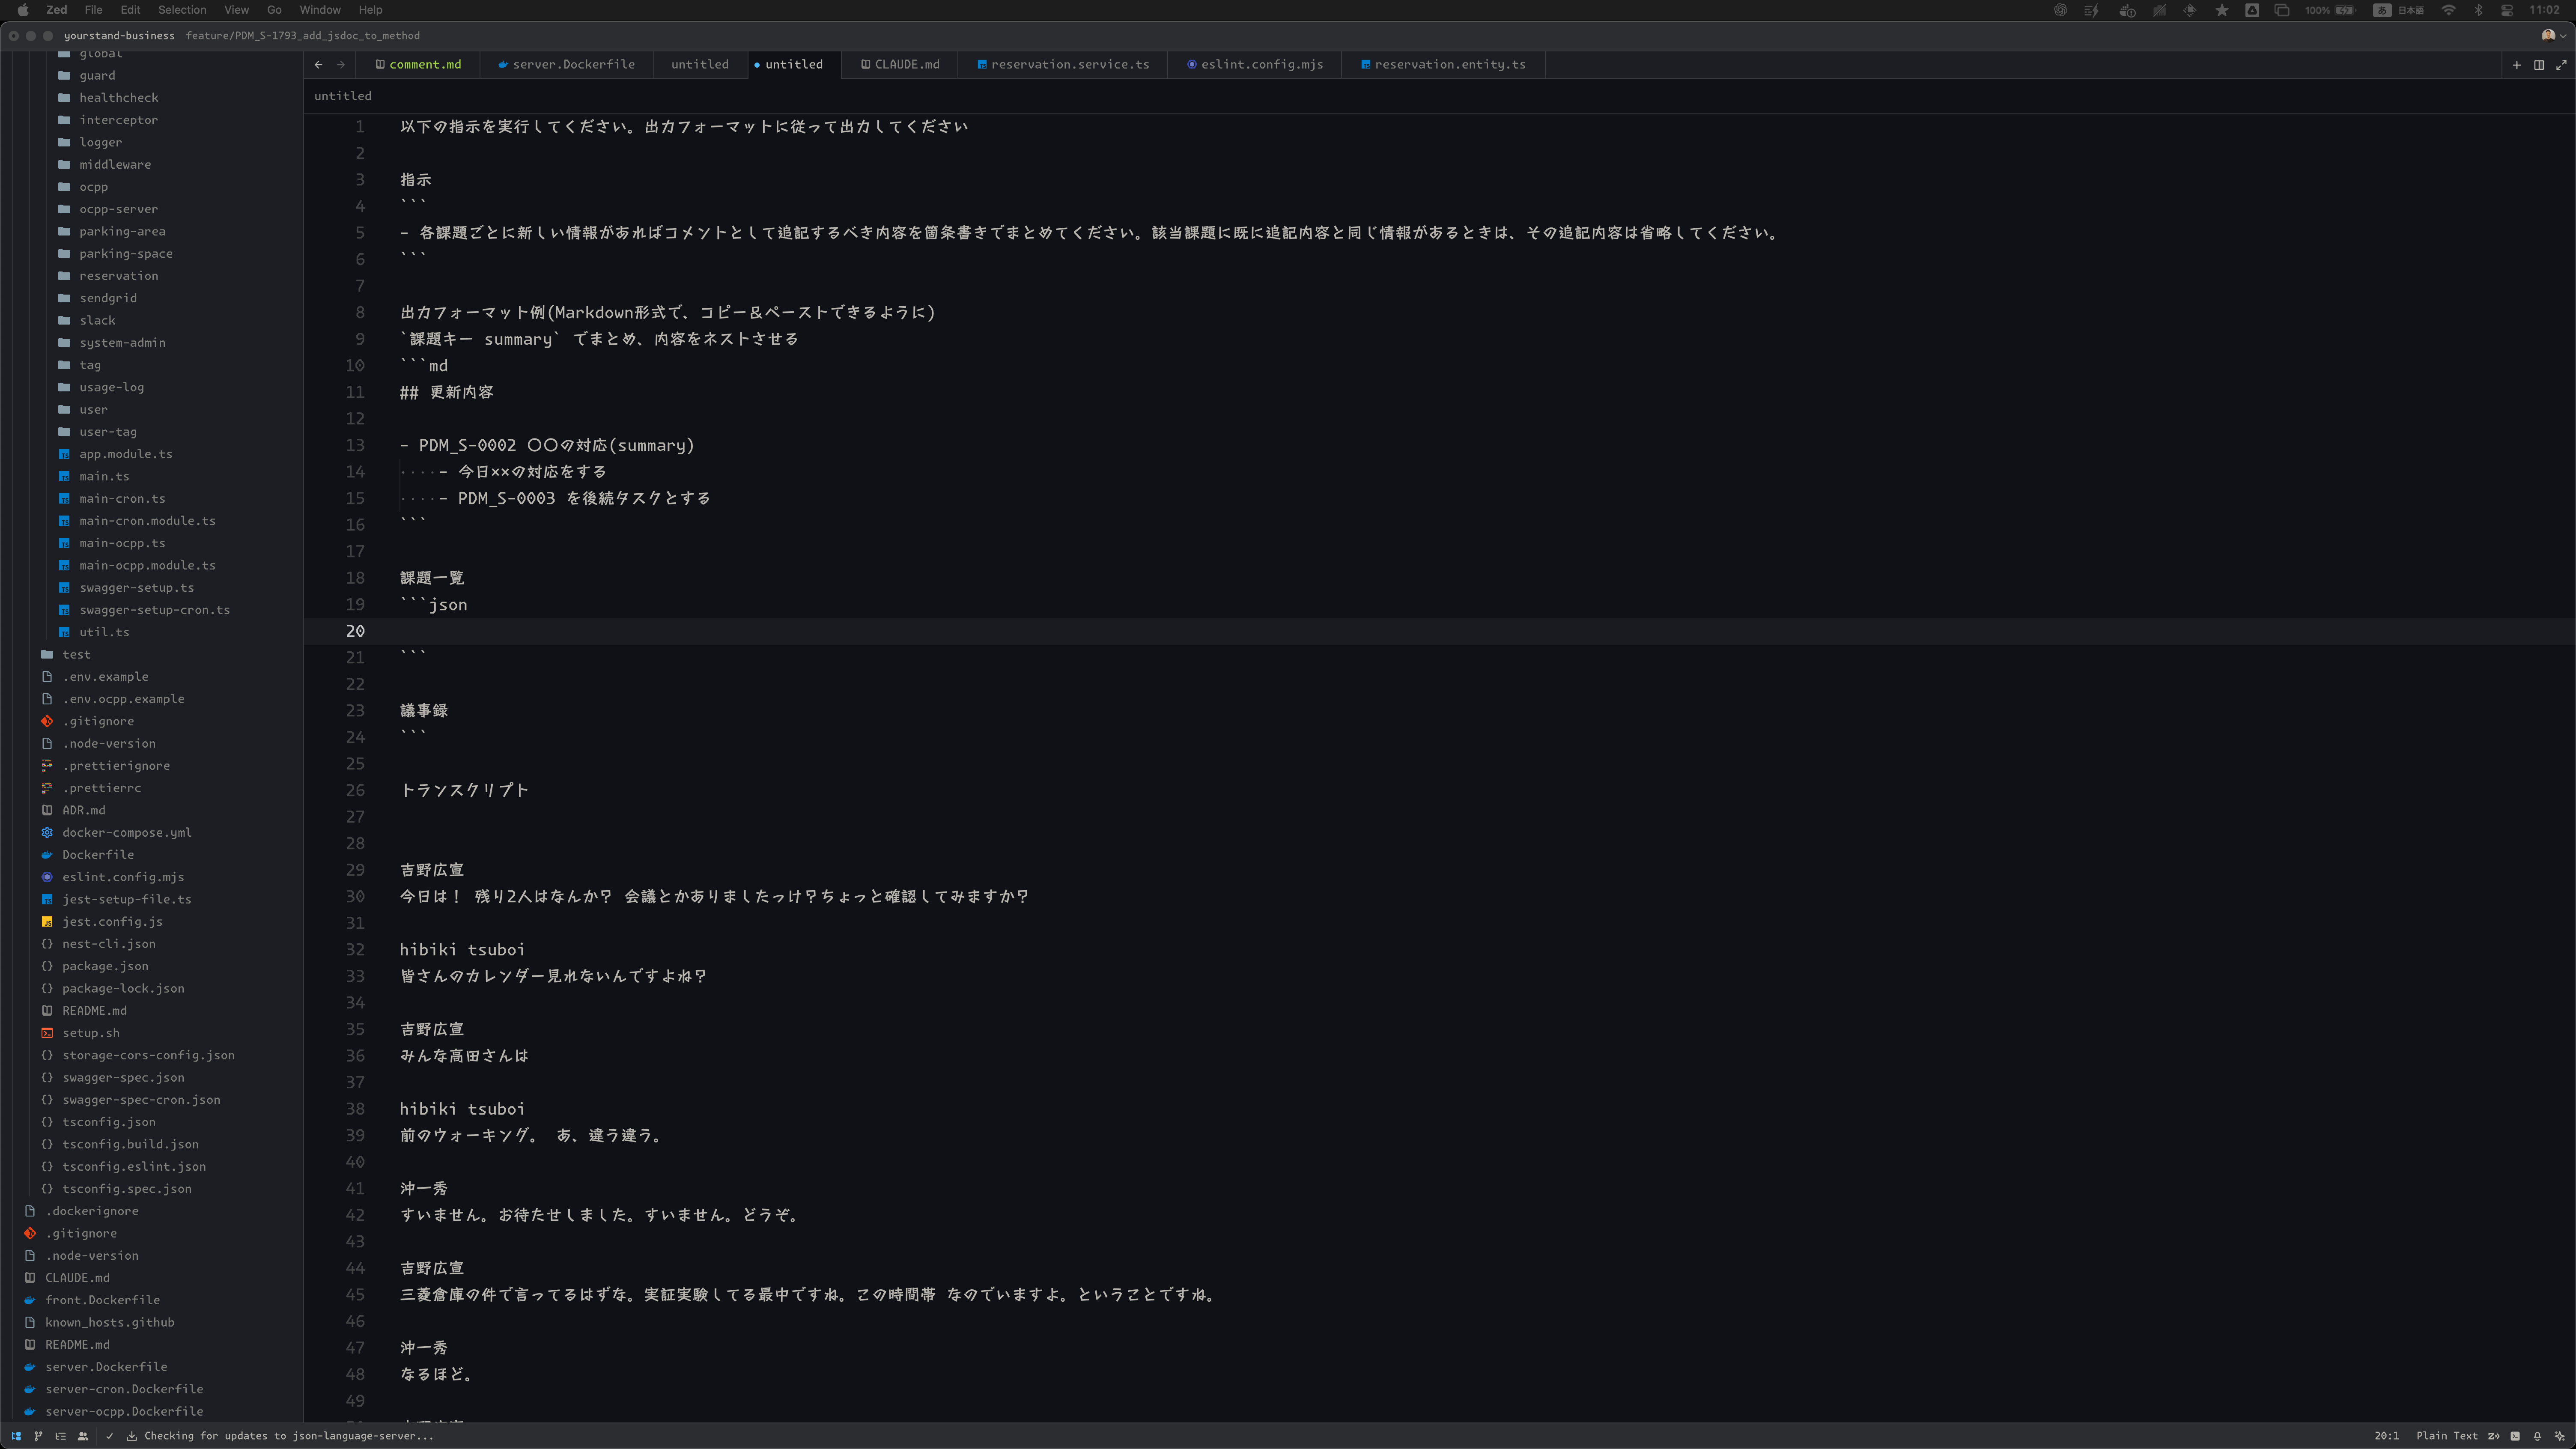 Zed File Edit Selection View Go Window Help
100% あ 日本語 11:02
yourstand-business feature/PDM_S-1793_add_jsdoc_to_method
global
guard
healthcheck
interceptor
logger
middleware
ocpp
ocpp-server
parking-area
parking-space
reservation
sendgrid
slack
system-admin
tag
usage-log
user
user-tag
app.module.ts
main.ts
main-cron.ts
main-cron.module.ts
main-ocpp.ts
main-ocpp.module.ts
swagger-setup.ts
swagger-setup-cron.ts
util.ts
test
.env.example
.env.ocpp.example
.gitignore
.node-version
.prettierignore
.prettierrc
ADR.md
docker-compose.yml
Dockerfile
eslint.config.mjs
jest-setup-file.ts
jest.config.js
nest-cli.json
package.json
package-lock.json
README.md
setup.sh
storage-cors-config.json
swagger-spec.json
swagger-spec-cron.json
tsconfig.json
tsconfig.build.json
tsconfig.eslint.json
tsconfig.spec.json
.dockerignore
.gitignore
.node-version
CLAUDE.md
front.Dockerfile
known_hosts.github
README.md
server.Dockerfile
server-cron.Dockerfile
server-ocpp.Dockerfile
comment.md server.Dockerfile untitled untitled CLAUDE.md reservation.service.ts eslint.config.mjs reservation.entity.ts
untitled
1 以下の指示を実行してください。出力フォーマットに従って出力してください
2
3 指示
4 ```
5 - 各課題ごとに新しい情報があればコメントとして追記するべき内容を箇条書きでまとめてください。該当課題に既に追記内容と同じ情報があるときは、その追記内容は省略してください。
6 ```
7
8 出力フォーマット例(Markdown形式で、コピー&ペーストできるように)
9 `課題キー summary` でまとめ、内容をネストさせる
10 ```md
11 ## 更新内容
12
13 - PDM_S-0002 〇〇の対応(summary)
14 ····- 今日××の対応をする
15 ····- PDM_S-0003 を後続タスクとする
16 ```
17
18 課題一覧
19 ```json
20
21 ```
22
23 議事録
24 ```
25
26 トランスクリプト
27
28
29 吉野広宣
30 今日は! 残り2人はなんか? 会議とかありましたっけ?ちょっと確認してみますか?
31
32 hibiki tsuboi
33 皆さんのカレンダー見れないんですよね?
34
35 吉野広宣
36 みんな高田さんは
37
38 hibiki tsuboi
39 前のウォーキング。 あ、違う違う。
40
41 沖一秀
42 すいません。お待たせしました。すいません。どうぞ。
43
44 吉野広宣
45 三菱倉庫の件で言ってるはずな。実証実験してる最中ですね。この時間帯 なのでいますよ。ということですね。
46
47 沖一秀
48 なるほど。
49
Checking for updates to json-language-server...
20:1 Plain Text